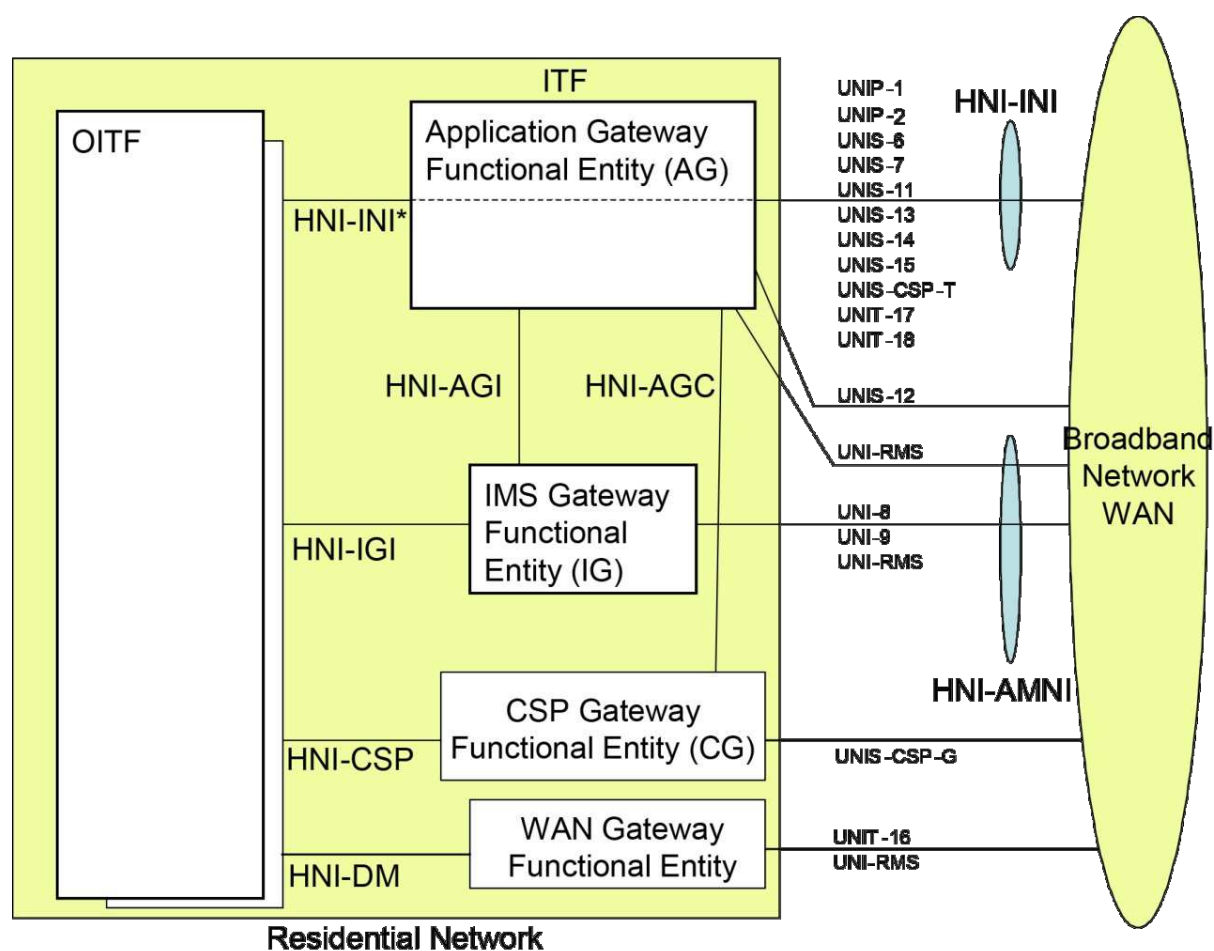 ITF
OITF
Application Gateway
Functional Entity (AG)
HNI-INI*
UNIP-1
UNIP-2
UNIS-6
UNIS-7
UNIS-11
UNIS-13
UNIS-14
UNIS-15
UNIS-CSP-T
UNIT-17
UNIT-18
HNI-INI
HNI-AGI
HNI-AGC
UNIS-12
UNI-RMS
Broadband
Network
WAN
IMS Gateway
Functional
Entity (IG)
HNI-IGI
UNI-8
UNI-9
UNI-RMS
HNI-AMNI
CSP Gateway
Functional Entity (CG)
HNI-CSP
UNIS-CSP-G
WAN Gateway
Functional Entity
HNI-DM
UNIT-16
UNI-RMS
Residential Network